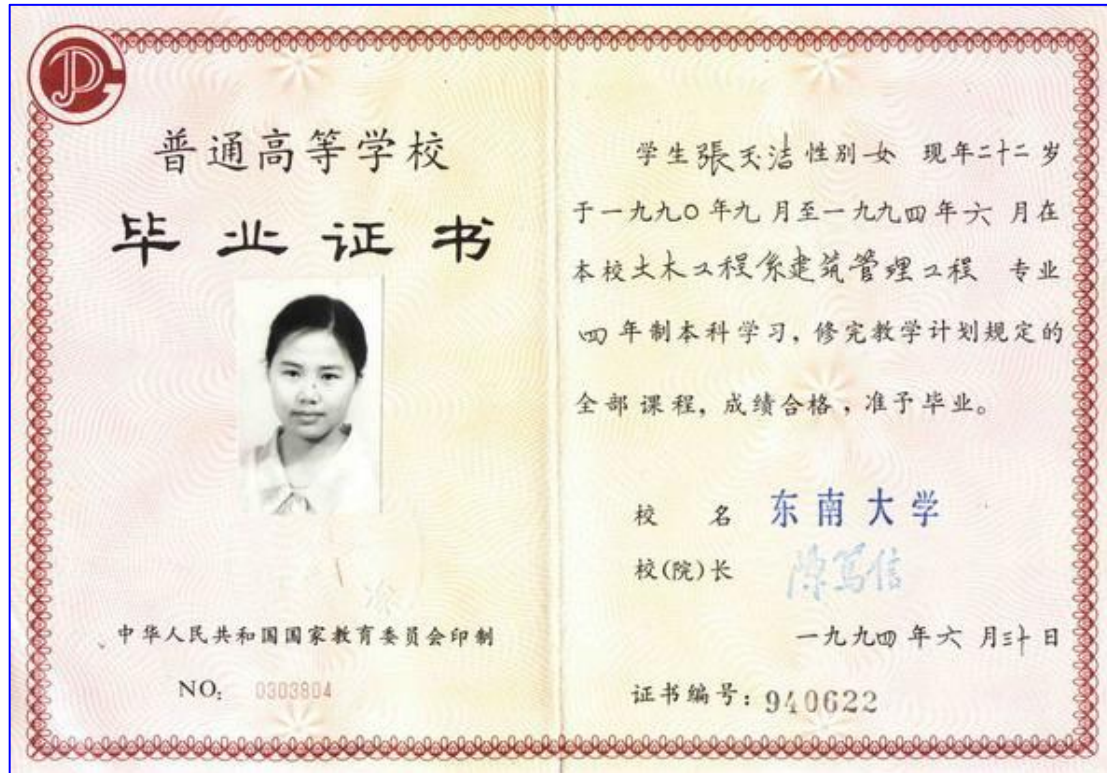 普通高等学校
毕业证书
中华人民共和国国家教育委员会印制
NO: 0303804
学生張天洁性别女 现年二十二岁
于一九九〇年九月至一九九四年六月在
本校土木工程系建筑管理工程 专业
四年制本科学习,修完教学计划规定的
全部课程,成绩合格,准予毕业。
校 名 东南大学
校(院)长 陈笃信
一九九四年六月三十日
证书编号:940622